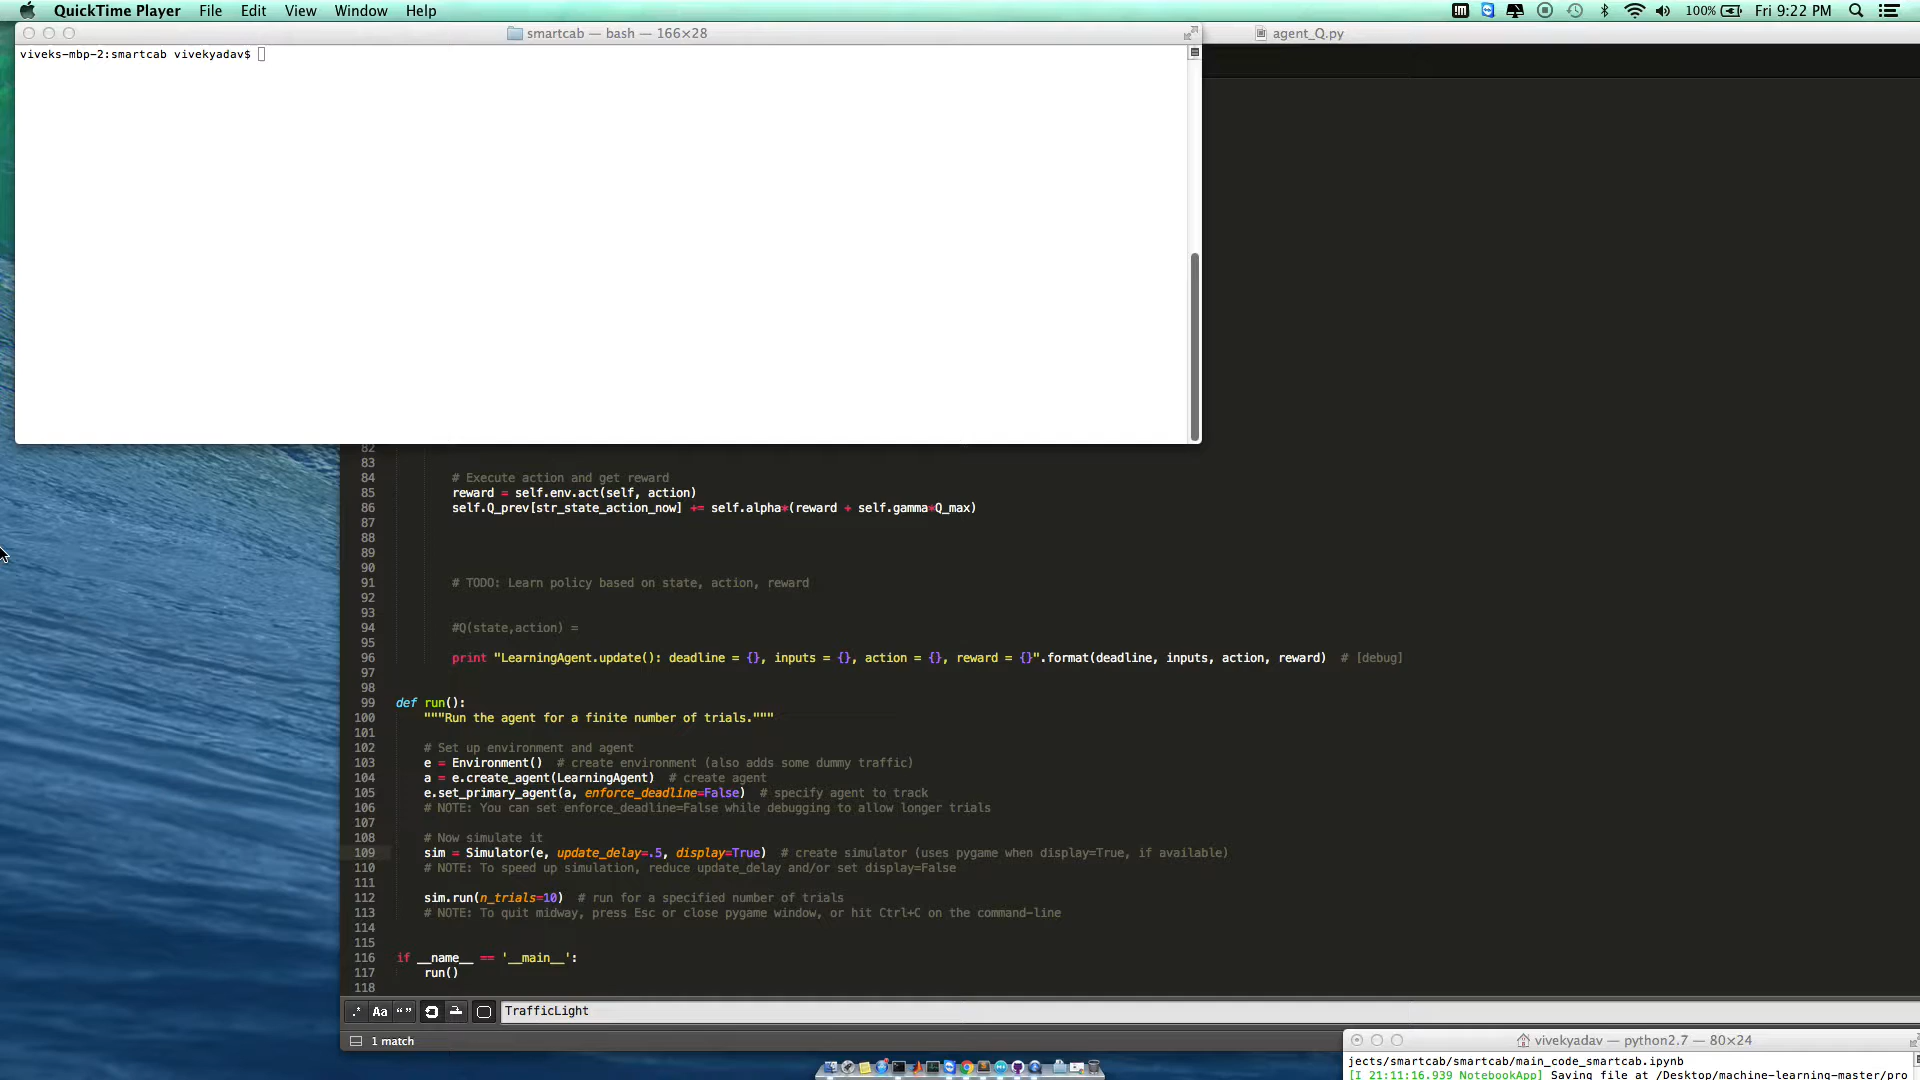 QuickTime Player File Edit View Window Help
100% Fri 9:22 PM
smartcab — bash — 166×28
agent_Q.py
viveks-mbp-2:smartcab vivekyadav$
82
83
84 # Execute action and get reward
85 reward = self.env.act(self, action)
86 self.Q_prev[str_state_action_now] += self.alpha*(reward + self.gamma*Q_max)
87
88
89
90
91 # TODO: Learn policy based on state, action, reward
92
93
94 #Q(state,action) =
95
96 print "LearningAgent.update(): deadline = {}, inputs = {}, action = {}, reward = {}".format(deadline, inputs, action, reward) # [debug]
97
98
99 def run():
100 """Run the agent for a finite number of trials."""
101
102 # Set up environment and agent
103 e = Environment() # create environment (also adds some dummy traffic)
104 a = e.create_agent(LearningAgent) # create agent
105 e.set_primary_agent(a, enforce_deadline=False) # specify agent to track
106 # NOTE: You can set enforce_deadline=False while debugging to allow longer trials
107
108 # Now simulate it
109 sim = Simulator(e, update_delay=.5, display=True) # create simulator (uses pygame when display=True, if available)
110 # NOTE: To speed up simulation, reduce update_delay and/or set display=False
111
112 sim.run(n_trials=10) # run for a specified number of trials
113 # NOTE: To quit midway, press Esc or close pygame window, or hit Ctrl+C on the command-line
114
115
116 if __name__ == '__main__':
117 run()
118
.* Aa “ ” TrafficLight
1 match
vivekyadav — python2.7 — 80×24
jects/smartcab/smartcab/main_code_smartcab.ipynb
[I 21:11:16.939 NotebookApp] Saving file at /Desktop/machine-learning-master/pro